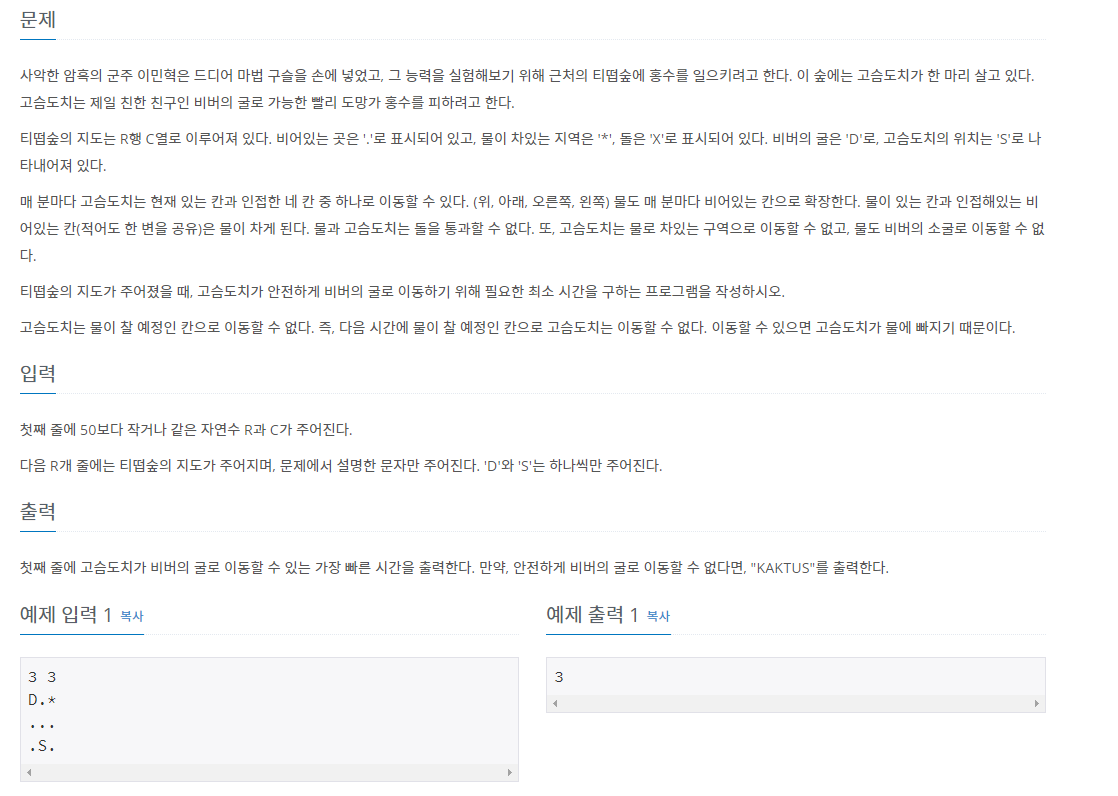 문제
사악한 암흑의 군주 이민혁은 드디어 마법 구슬을 손에 넣었고, 그 능력을 실험해보기 위해 근처의 티떱숲에 홍수를 일으키려고 한다. 이 숲에는 고슴도치가 한 마리 살고 있다.
고슴도치는 제일 친한 친구인 비버의 굴로 가능한 빨리 도망가 홍수를 피하려고 한다.
티떱숲의 지도는 R행 C열로 이루어져 있다. 비어있는 곳은 '.'로 표시되어 있고, 물이 차있는 지역은 '*', 돌은 'X'로 표시되어 있다. 비버의 굴은 'D'로, 고슴도치의 위치는 'S'로 나
타내어져 있다.
매 분마다 고슴도치는 현재 있는 칸과 인접한 네 칸 중 하나로 이동할 수 있다. (위, 아래, 오른쪽, 왼쪽) 물도 매 분마다 비어있는 칸으로 확장한다. 물이 있는 칸과 인접해있는 비
어있는 칸(적어도 한 변을 공유)은 물이 차게 된다. 물과 고슴도치는 돌을 통과할 수 없다. 또, 고슴도치는 물로 차있는 구역으로 이동할 수 없고, 물도 비버의 소굴로 이동할 수 없
다.
티떱숲의 지도가 주어졌을 때, 고슴도치가 안전하게 비버의 굴로 이동하기 위해 필요한 최소 시간을 구하는 프로그램을 작성하시오.
고슴도치는 물이 찰 예정인 칸으로 이동할 수 없다. 즉, 다음 시간에 물이 찰 예정인 칸으로 고슴도치는 이동할 수 없다. 이동할 수 있으면 고슴도치가 물에 빠지기 때문이다.
입력
첫째 줄에 50보다 작거나 같은 자연수 R과 C가 주어진다.
다음 R개 줄에는 티떱숲의 지도가 주어지며, 문제에서 설명한 문자만 주어진다. 'D'와 'S'는 하나씩만 주어진다.
출력
첫째 줄에 고슴도치가 비버의 굴로 이동할 수 있는 가장 빠른 시간을 출력한다. 만약, 안전하게 비버의 굴로 이동할 수 없다면, "KAKTUS"를 출력한다.
예제 입력 1 복사
3 3
D.*
...
.S.
예제 출력 1 복사
3